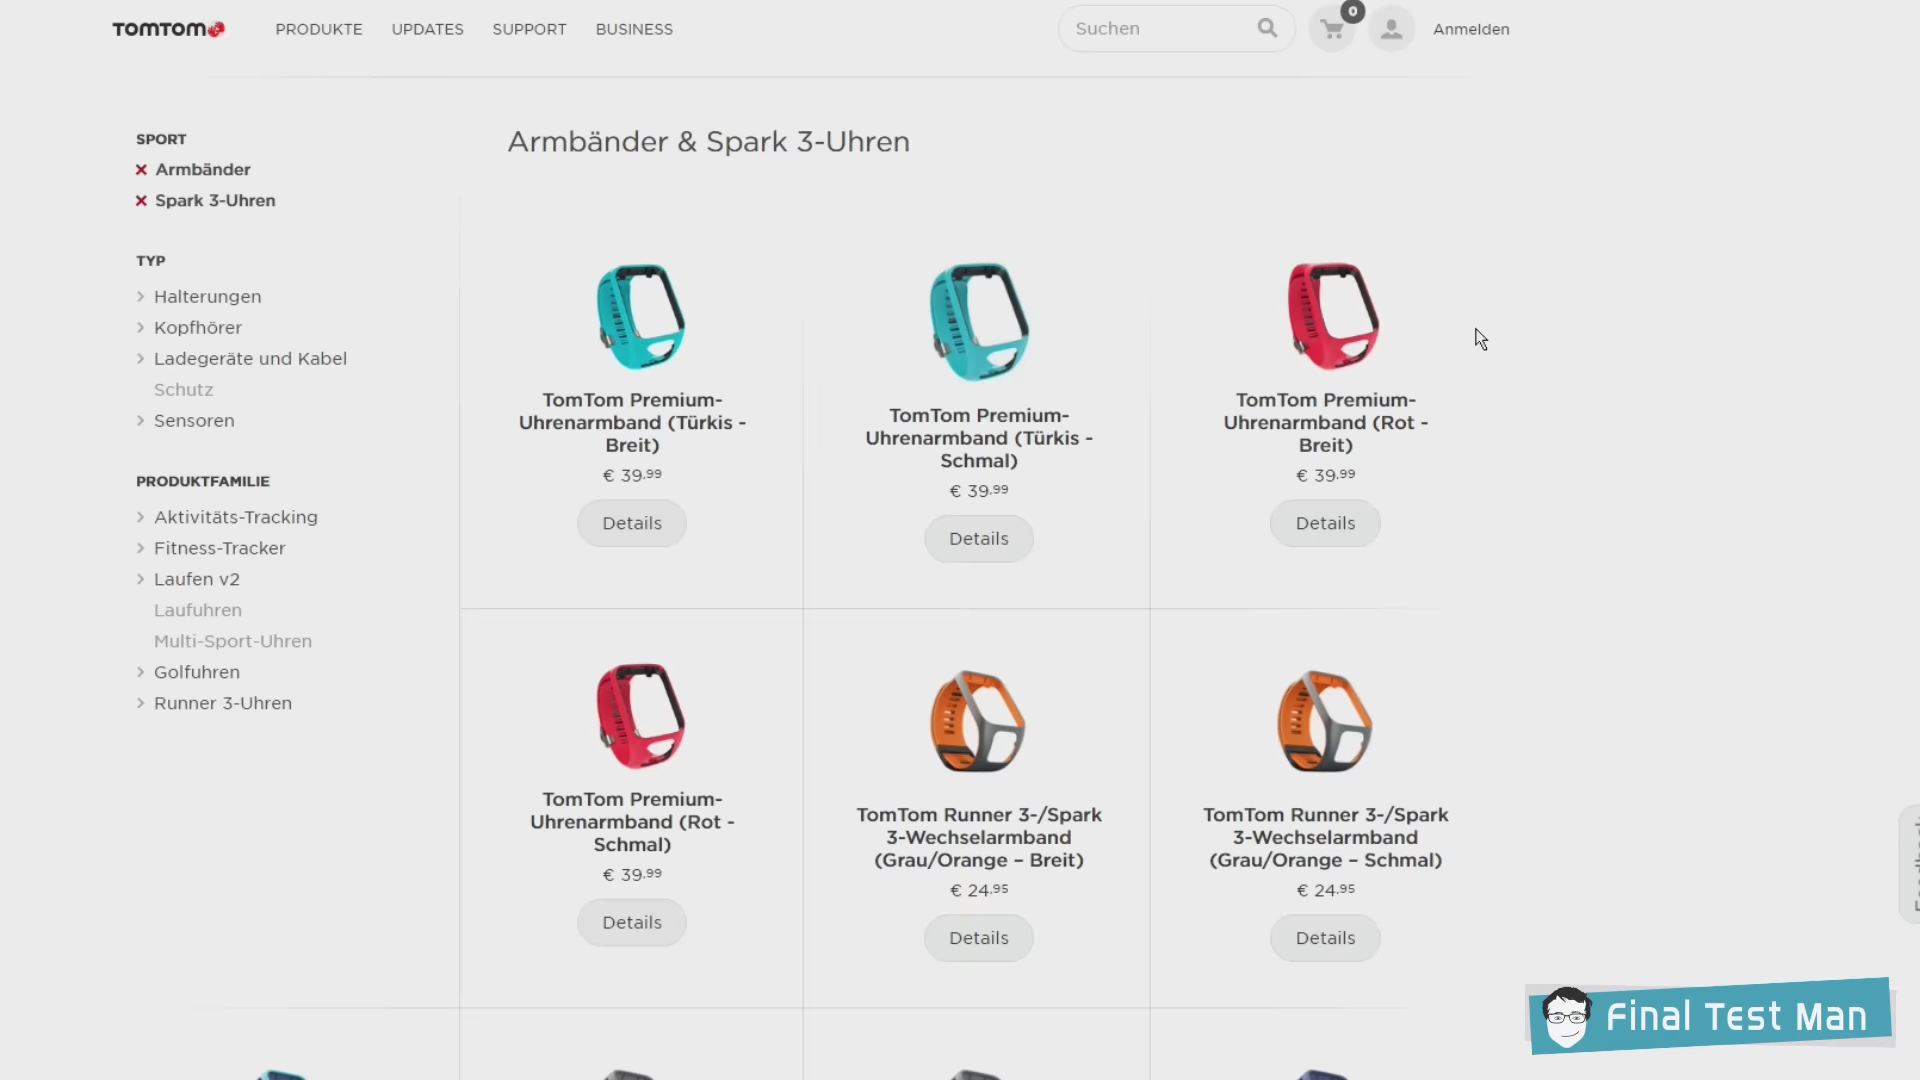 TOMTOM
PRODUKTE
UPDATES
SUPPORT
BUSINESS
Suchen
0
Anmelden
SPORT
Armbänder
Spark 3-Uhren
TYP
Halterungen
Kopfhörer
Ladegeräte und Kabel
Schutz
Sensoren
PRODUKTFAMILIE
Aktivitäts-Tracking
Fitness-Tracker
Laufen v2
Laufuhren
Multi-Sport-Uhren
Golfuhren
Runner 3-Uhren
Armbänder & Spark 3-Uhren
TomTom Premium-
Uhrenarmband (Türkis -
Breit)
€ 39.99
Details
TomTom Premium-
Uhrenarmband (Türkis -
Schmal)
€ 39.99
Details
TomTom Premium-
Uhrenarmband (Rot -
Breit)
€ 39.99
Details
TomTom Premium-
Uhrenarmband (Rot -
Schmal)
€ 39.99
Details
TomTom Runner 3-/Spark
3-Wechselarmband
(Grau/Orange – Breit)
€ 24.95
Details
TomTom Runner 3-/Spark
3-Wechselarmband
(Grau/Orange – Schmal)
€ 24.95
Details
Final Test Man